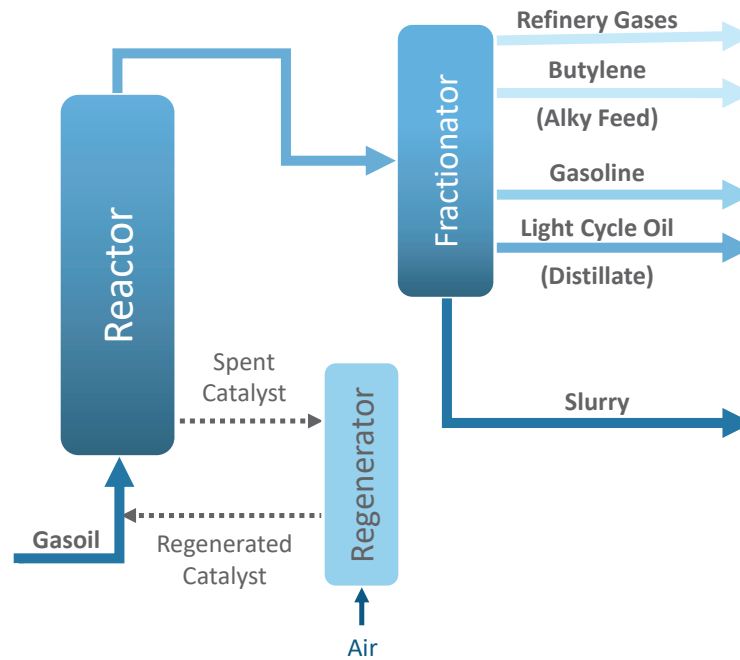 Refinery Gases
Butylene
(Alky Feed)
Gasoline
Light Cycle Oil
(Distillate)
Fractionator
Reactor
Spent
Catalyst
Regenerator
Slurry
Gasoil
Regenerated
Catalyst
Air